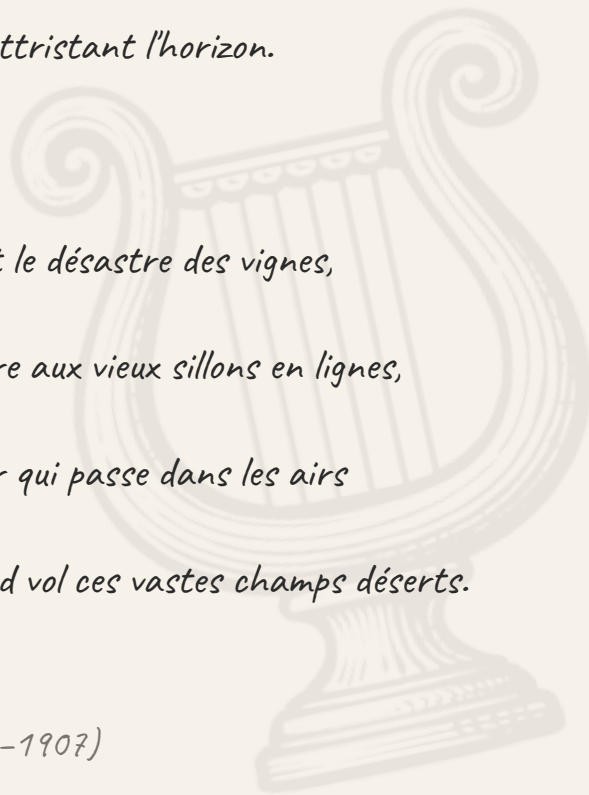 ttristant l'horizon.
t le désastre des vignes,
re aux vieux sillons en lignes,
r qui passe dans les airs
d vol ces vastes champs déserts.
–1907)